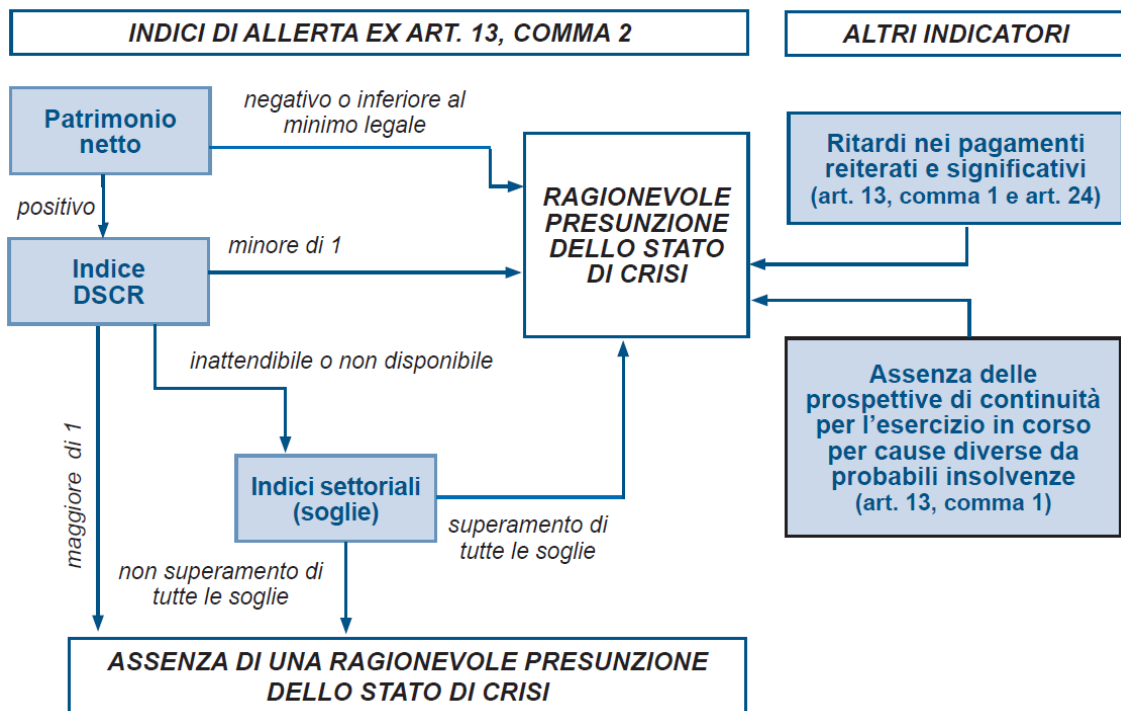 INDICI DI ALLERTA EX ART. 13, COMMA 2
ALTRI INDICATORI
Patrimonio
netto
negativo o inferiore al
minimo legale
positivo
Indice
DSCR
minore di 1
RAGIONEVOLE
PRESUNZIONE
DELLO STATO
DI CRISI
Ritardi nei pagamenti
reiterati e significativi
(art. 13, comma 1 e art. 24)
inattendibile o non disponibile
maggiore di 1
Indici settoriali
(soglie)
superamento di
tutte le soglie
non superamento di
tutte le soglie
Assenza delle
prospettive di continuità
per l'esercizio in corso
per cause diverse da
probabili insolvenze
(art. 13, comma 1)
ASSENZA DI UNA RAGIONEVOLE PRESUNZIONE
DELLO STATO DI CRISI